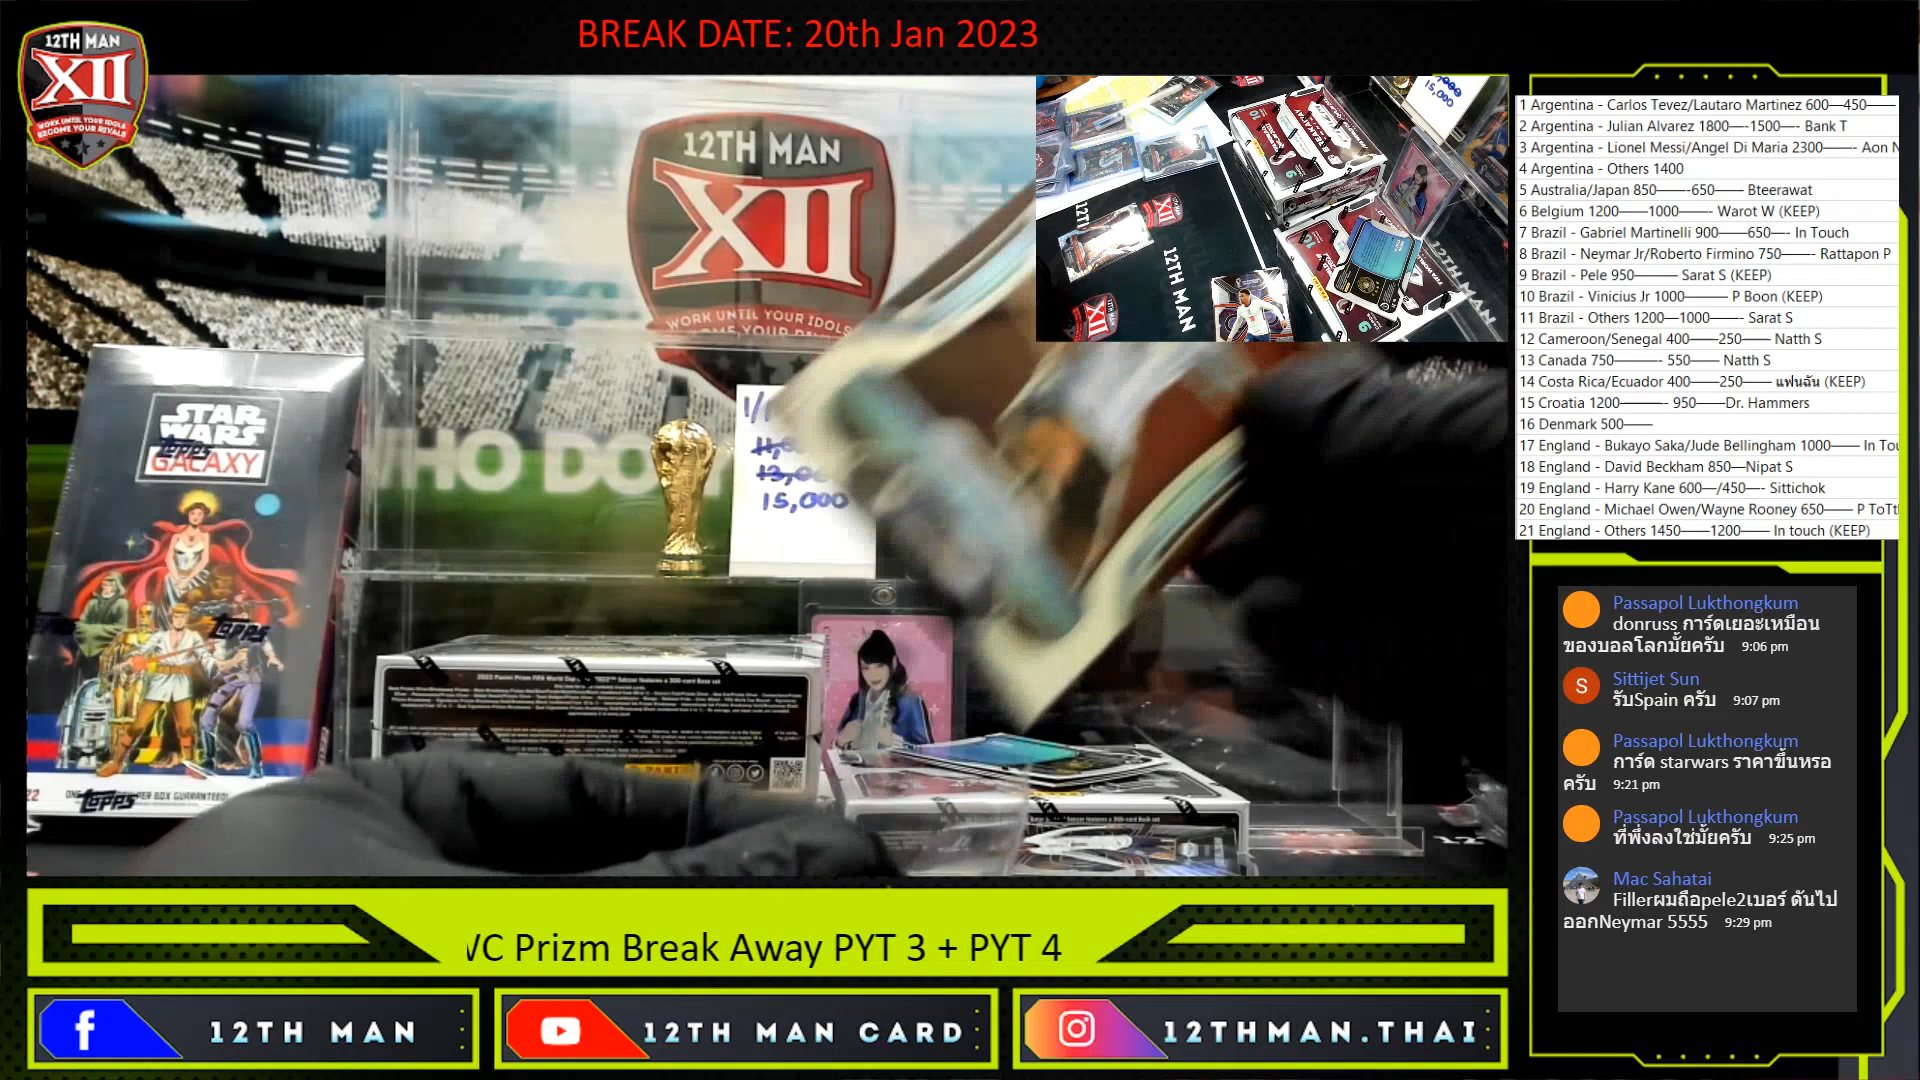 BREAK DATE: 20th Jan 2023
12TH MAN
XII
WORK UNTIL YOUR IDOLS
BECOME YOUR RIVALS
12TH MAN
XII
WORK UNTIL YOUR IDOLS
15,000
12TH MAN
WHO DO
13,0
15,000
STAR
WARS
GALAXY
topps
topps
topps
1 Argentina - Carlos Tevez/Lautaro Martinez 600—450——
2 Argentina - Julian Alvarez 1800—-1500—- Bank T
3 Argentina - Lionel Messi/Angel Di Maria 2300——- Aon N
4 Argentina - Others 1400
5 Australia/Japan 850——-650—— Bteerawat
6 Belgium 1200——1000——- Warot W (KEEP)
7 Brazil - Gabriel Martinelli 900——650—- In Touch
8 Brazil - Neymar Jr/Roberto Firmino 750——- Rattapon P
9 Brazil - Pele 950——— Sarat S (KEEP)
10 Brazil - Vinicius Jr 1000——— P Boon (KEEP)
11 Brazil - Others 1200—1000——- Sarat S
12 Cameroon/Senegal 400——250—— Natth S
13 Canada 750———- 550—— Natth S
14 Costa Rica/Ecuador 400——250—— แฟนฉัน (KEEP)
15 Croatia 1200———- 950——Dr. Hammers
16 Denmark 500——
17 England - Bukayo Saka/Jude Bellingham 1000—— In Tou
18 England - David Beckham 850—Nipat S
19 England - Harry Kane 600—/450—- Sittichok
20 England - Michael Owen/Wayne Rooney 650—— P ToTt
21 England - Others 1450——1200—— In touch (KEEP)
Passapol Lukthongkum
donruss การ์ดเยอะเหมือน
ของบอลโลกมั้ยครับ 9:06 pm
S
Sittijet Sun
รับSpain ครับ 9:07 pm
Passapol Lukthongkum
การ์ด starwars ราคาขึ้นหรอ
ครับ 9:21 pm
Passapol Lukthongkum
ที่พึ่งลงใช่มั้ยครับ 9:25 pm
Mac Sahatai
Fillerผมถือpele2เบอร์ ดันไป
ออกNeymar 5555 9:29 pm
VC Prizm Break Away PYT 3 + PYT 4
12TH MAN
12TH MAN CARD
12THMAN.THAI